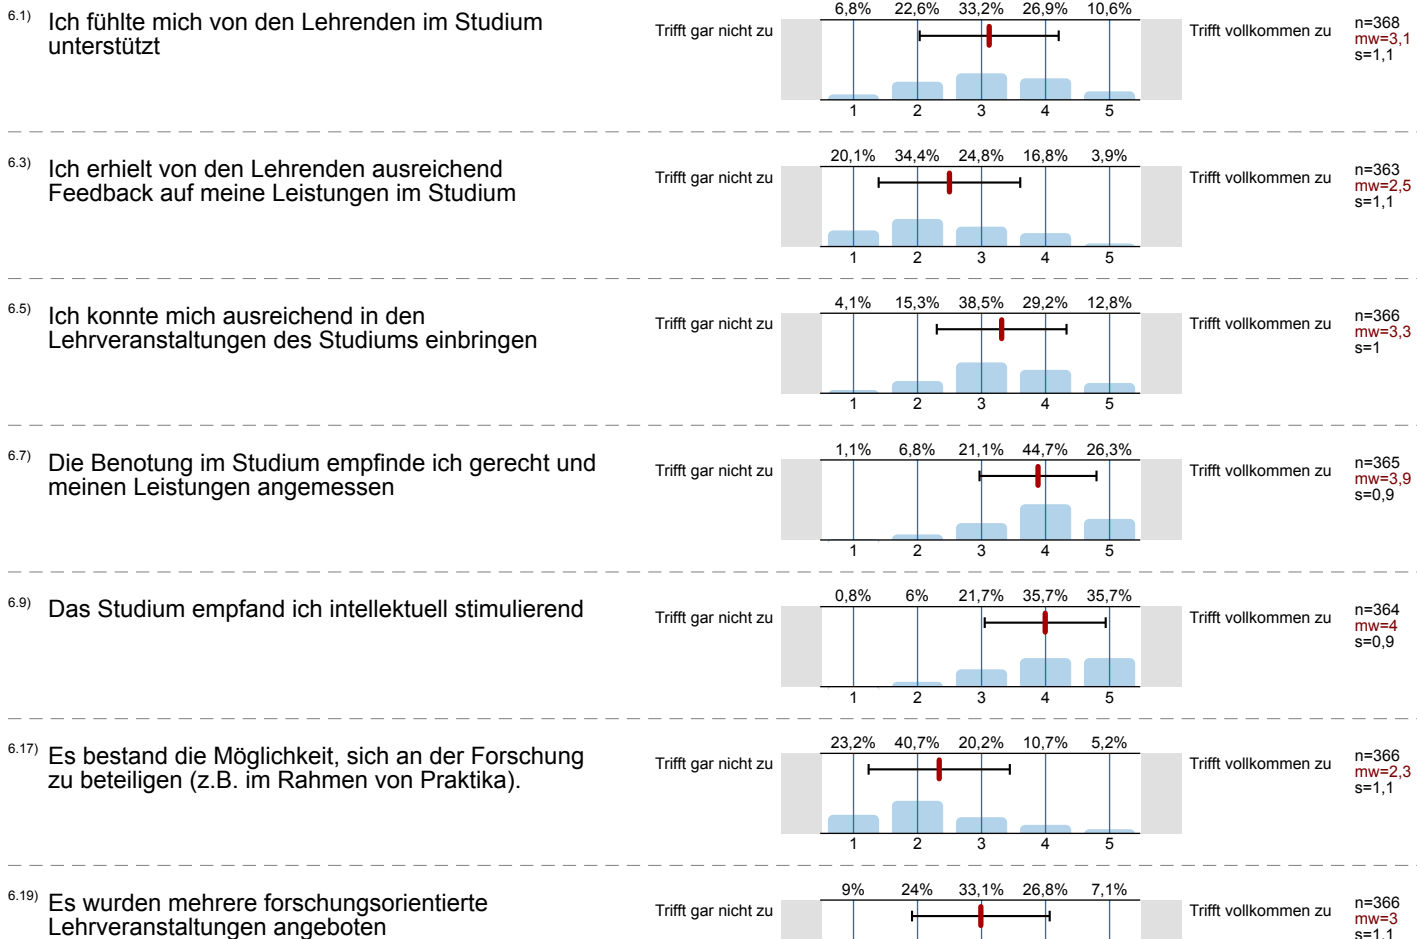 6.1) Ich fühlte mich von den Lehrenden im Studium
unterstützt
Trifft gar nicht zu
6,8% 22,6% 33,2% 26,9% 10,6%
1 2 3 4 5
Trifft vollkommen zu
n=368
mw=3,1
s=1,1
6.3) Ich erhielt von den Lehrenden ausreichend
Feedback auf meine Leistungen im Studium
Trifft gar nicht zu
20,1% 34,4% 24,8% 16,8% 3,9%
1 2 3 4 5
Trifft vollkommen zu
n=363
mw=2,5
s=1,1
6.5) Ich konnte mich ausreichend in den
Lehrveranstaltungen des Studiums einbringen
Trifft gar nicht zu
4,1% 15,3% 38,5% 29,2% 12,8%
1 2 3 4 5
Trifft vollkommen zu
n=366
mw=3,3
s=1
6.7) Die Benotung im Studium empfinde ich gerecht und
meinen Leistungen angemessen
Trifft gar nicht zu
1,1% 6,8% 21,1% 44,7% 26,3%
1 2 3 4 5
Trifft vollkommen zu
n=365
mw=3,9
s=0,9
6.9) Das Studium empfand ich intellektuell stimulierend
Trifft gar nicht zu
0,8% 6% 21,7% 35,7% 35,7%
1 2 3 4 5
Trifft vollkommen zu
n=364
mw=4
s=0,9
6.17) Es bestand die Möglichkeit, sich an der Forschung
zu beteiligen (z.B. im Rahmen von Praktika).
Trifft gar nicht zu
23,2% 40,7% 20,2% 10,7% 5,2%
1 2 3 4 5
Trifft vollkommen zu
n=366
mw=2,3
s=1,1
6.19) Es wurden mehrere forschungsorientierte
Lehrveranstaltungen angeboten
Trifft gar nicht zu
9% 24% 33,1% 26,8% 7,1%
Trifft vollkommen zu
n=366
mw=3
s=1,1